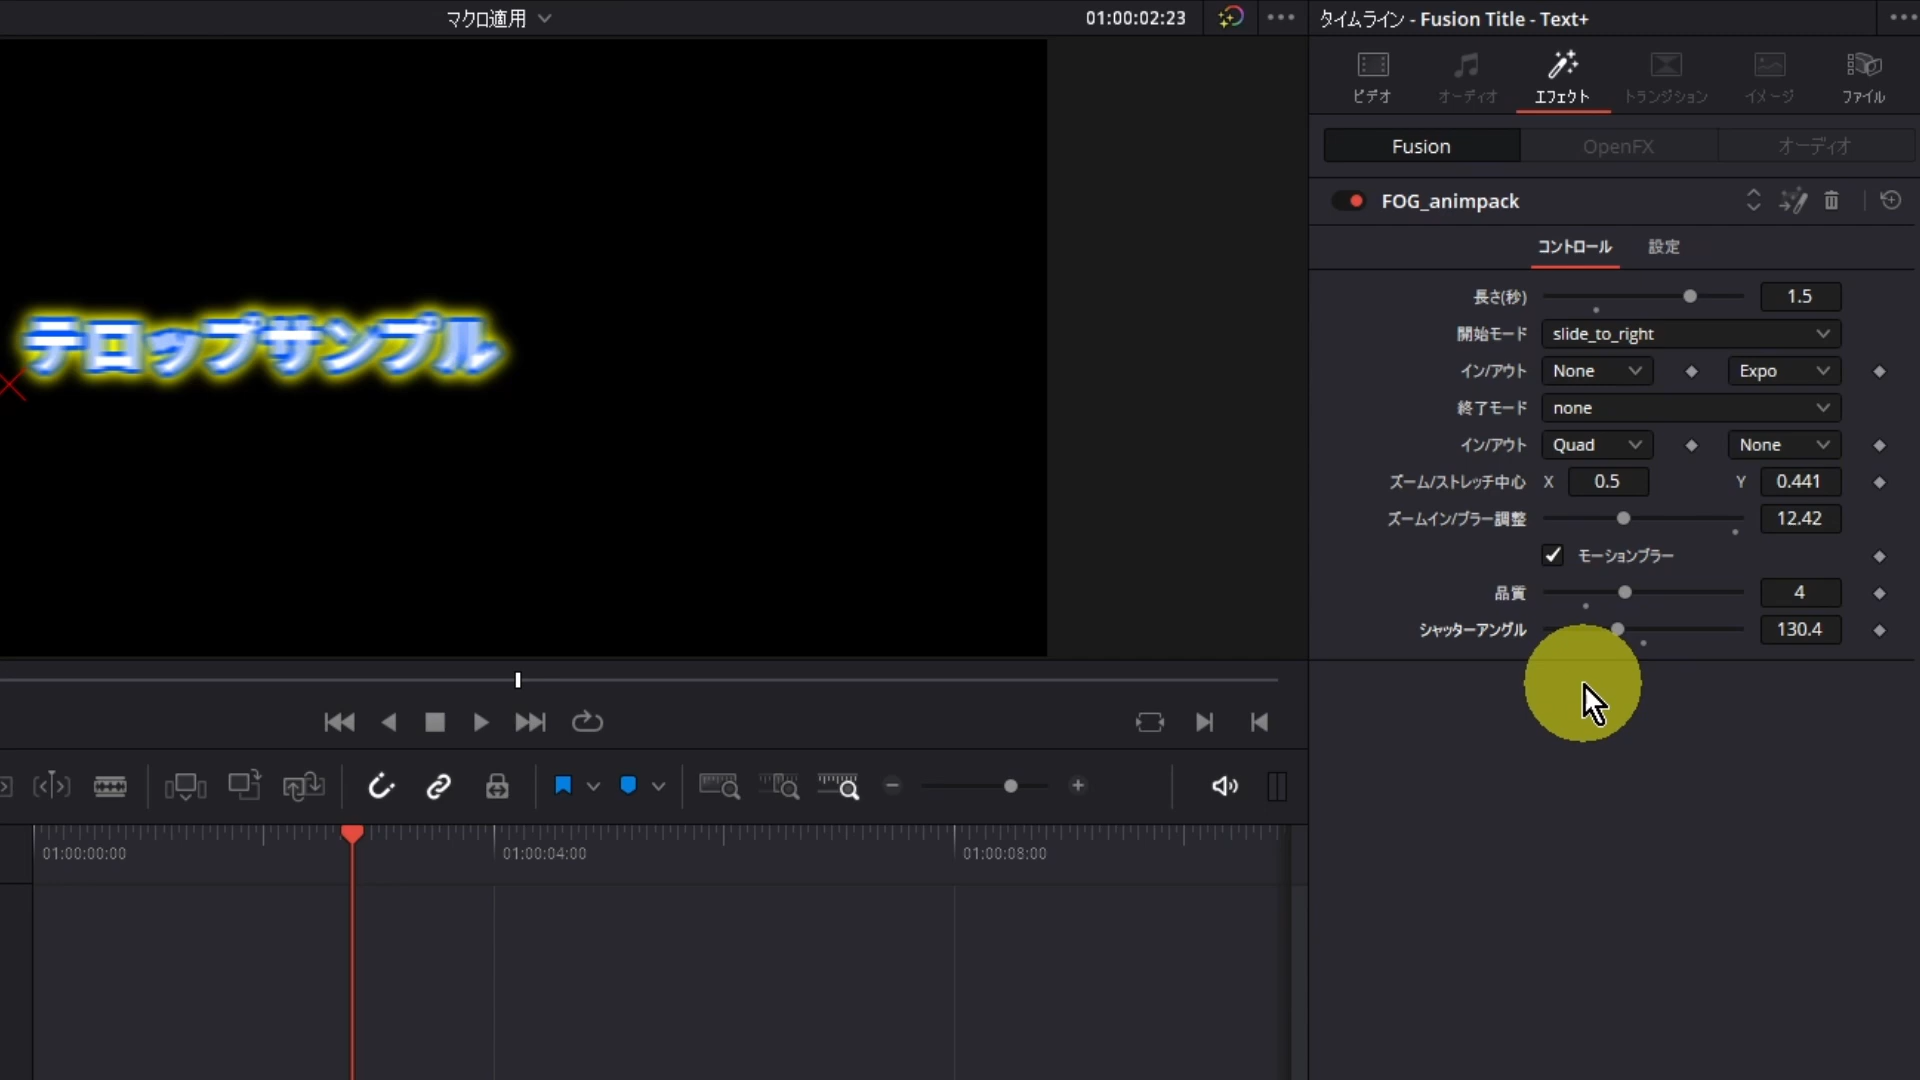 マクロ適用
01:00:02:23
タイムライン - Fusion Title - Text+
ビデオ
オーディオ
エフェクト
トランジション
イメージ
ファイル
Fusion
OpenFX
オーディオ
FOG_animpack
コントロール
設定
長さ(秒)
1.5
開始モード
slide_to_right
イン/アウト
None
Expo
終了モード
none
イン/アウト
Quad
None
ズーム/ストレッチ中心
X
0.5
Y
0.441
ズームイン/ブラー調整
12.42
モーションブラー
品質
4
シャッターアングル
130.4
テロップサンプル
01:00:00:00
01:00:04:00
01:00:08:00